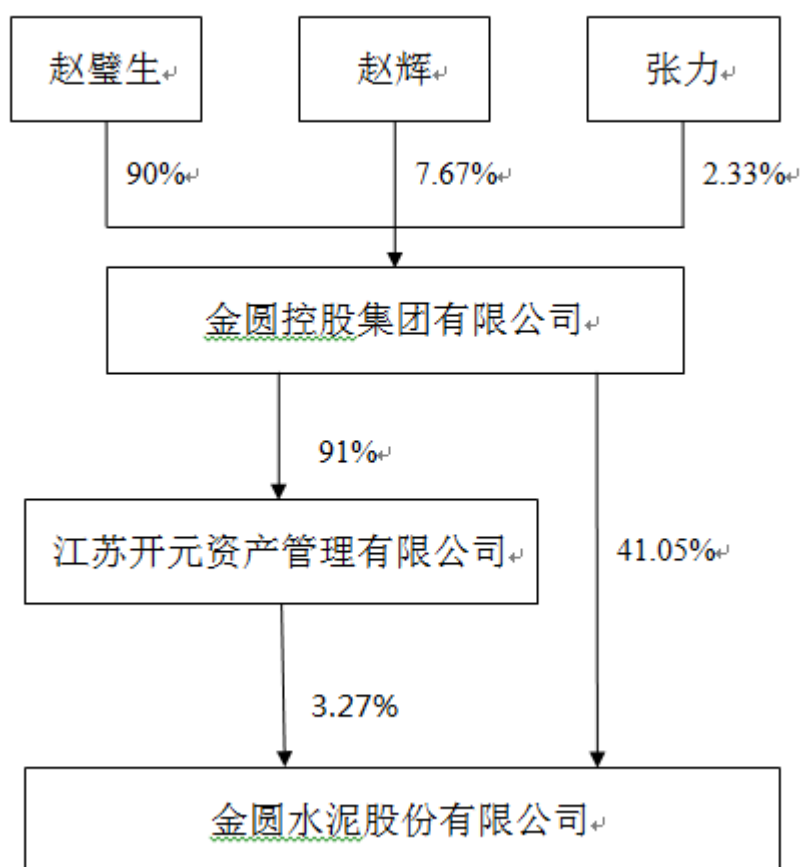 赵璧生
赵辉
张力
90%
7.67%
2.33%
金圆控股集团有限公司
91%
江苏开元资产管理有限公司
41.05%
3.27%
金圆水泥股份有限公司